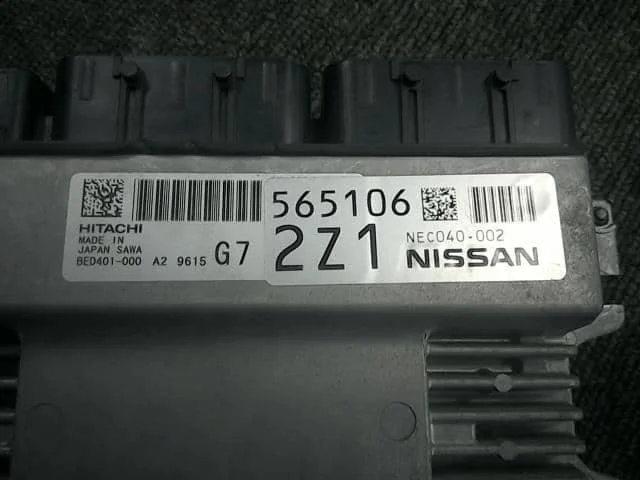 565106
HITACHI
MADE IN
JAPAN SAWA
BED401-000 A2 9615 G7
2Z1
NEC040-002
NISSAN